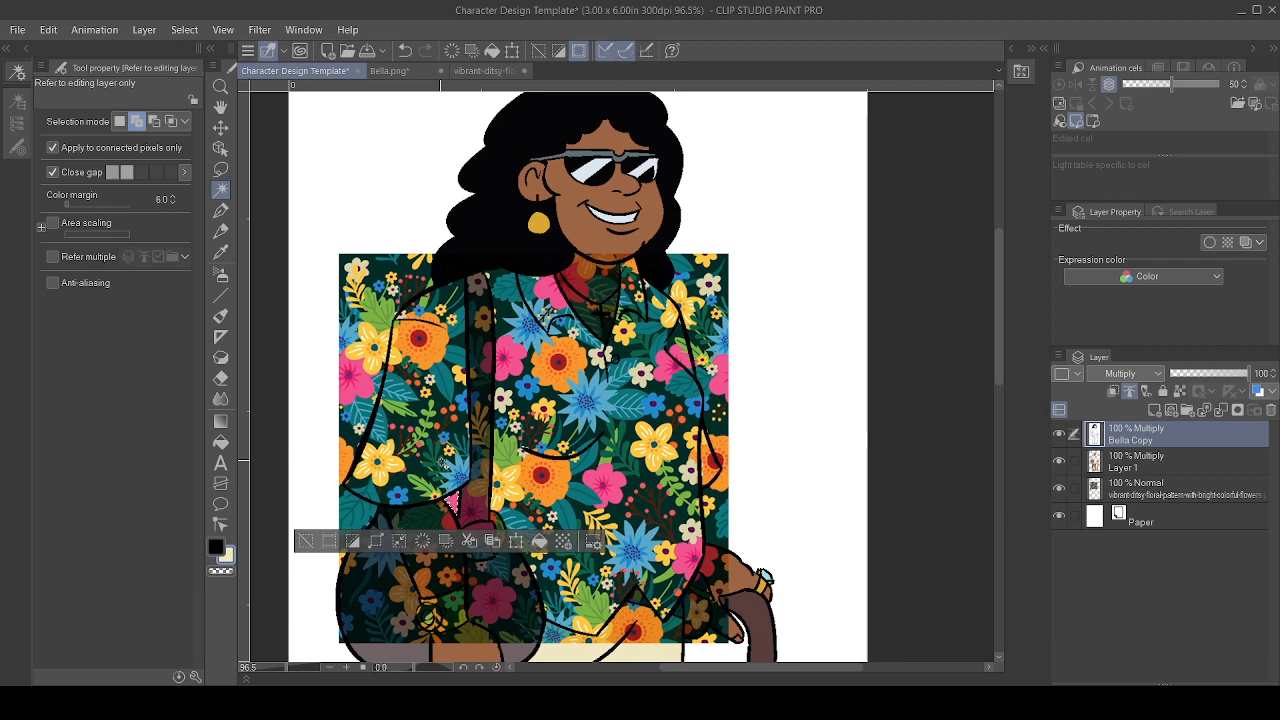 Character Design Template* (3.00 x 6.00in 300dpi 96.5%) - CLIP STUDIO PAINT PRO
File Edit Animation Layer Select View Filter Window Help
Tool property [Refer to editing layer
Character Design Template* Bella.png* vibrant-ditsy-flo
Refer to editing layer only
Selection mode
Apply to connected pixels only
Close gap
Color margin 6.0
Area scaling
Refer multiple
Anti-aliasing
0
96.5 0.0
Animation cels
50
Edited cel
Light table specific to cel
Layer Property Search Layer
Effect
Expression color
Color
Layer
Multiply 100
100 % Multiply
Bella Copy
100 % Multiply
Layer 1
100 % Normal
vibrant-ditsy-floral-pattern-with-bright-colorful-flowers-
Paper